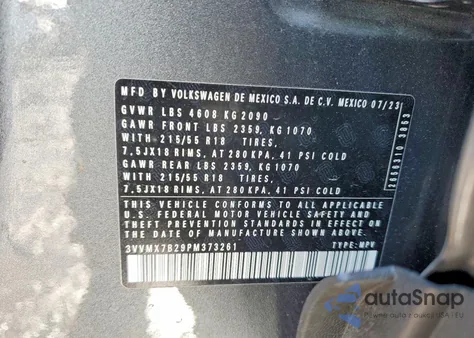 MFD BY VOLKSWAGEN DE MEXICO S.A. DE C.V. MEXICO 07/23
GVWR LBS 4608 KG2090
GAWR FRONT LBS 2359, KG1070
WITH 215/55 R18 TIRES,
7,5JX18 RIMS, AT 280KPA, 41 PSI COLD
GAWR REAR LBS 2359, KG1070
WITH 215/55 R18 TIRES,
7,5JX18 RIMS, AT 280KPA, 41 PSI COLD
THIS VEHICLE CONFORMS TO ALL APPLICABLE
U.S. FEDERAL MOTOR VEHICLE SAFETY AND
THEFT PREVENTION STANDARDS IN EFFECT ON
THE DATE OF MANUFACTURE SHOWN ABOVE.
3VVMX7B29PM373261 TYPE: MPV
2658310 3863
autoSnap